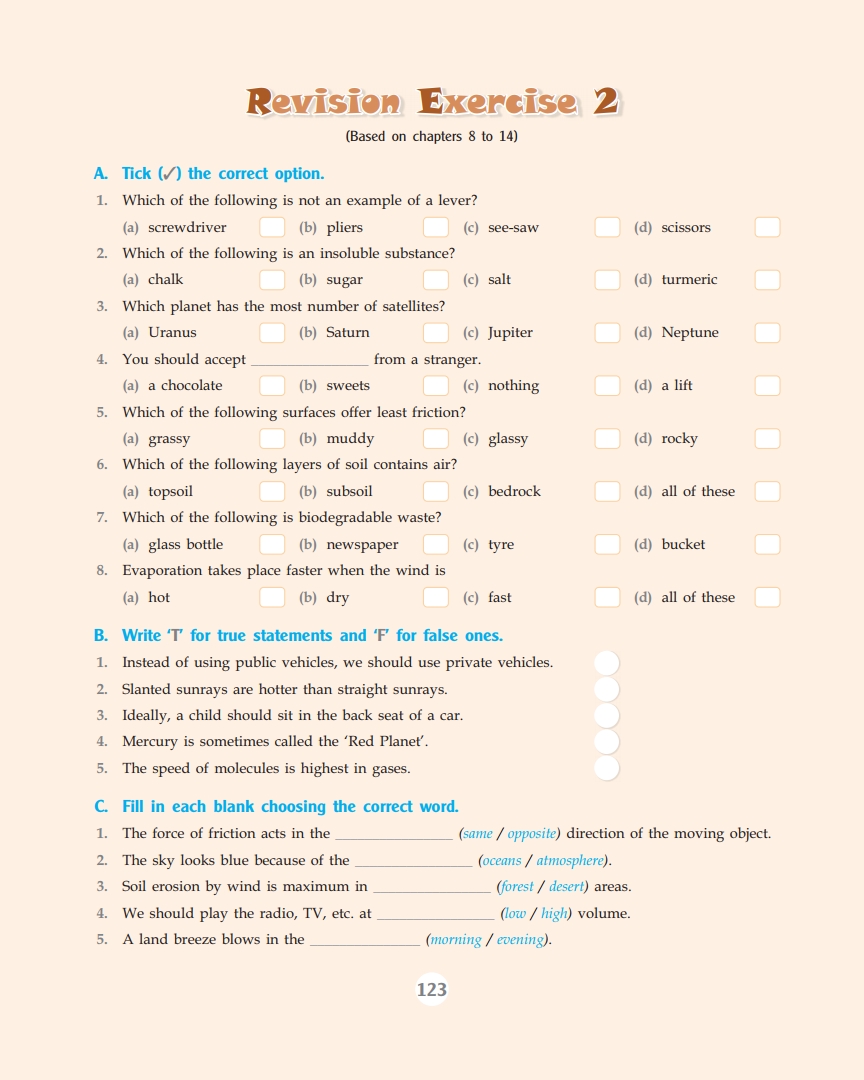 Revision Exercise 2
(Based on chapters 8 to 14)
A. Tick (✓) the correct option.
1. Which of the following is not an example of a lever?
(a) screwdriver (b) pliers (c) see-saw (d) scissors
2. Which of the following is an insoluble substance?
(a) chalk (b) sugar (c) salt (d) turmeric
3. Which planet has the most number of satellites?
(a) Uranus (b) Saturn (c) Jupiter (d) Neptune
4. You should accept ________________ from a stranger.
(a) a chocolate (b) sweets (c) nothing (d) a lift
5. Which of the following surfaces offer least friction?
(a) grassy (b) muddy (c) glassy (d) rocky
6. Which of the following layers of soil contains air?
(a) topsoil (b) subsoil (c) bedrock (d) all of these
7. Which of the following is biodegradable waste?
(a) glass bottle (b) newspaper (c) tyre (d) bucket
8. Evaporation takes place faster when the wind is
(a) hot (b) dry (c) fast (d) all of these
B. Write ‘T’ for true statements and ‘F’ for false ones.
1. Instead of using public vehicles, we should use private vehicles.
2. Slanted sunrays are hotter than straight sunrays.
3. Ideally, a child should sit in the back seat of a car.
4. Mercury is sometimes called the ‘Red Planet’.
5. The speed of molecules is highest in gases.
C. Fill in each blank choosing the correct word.
1. The force of friction acts in the ________________ (same / opposite) direction of the moving object.
2. The sky looks blue because of the ________________ (oceans / atmosphere).
3. Soil erosion by wind is maximum in ________________ (forest / desert) areas.
4. We should play the radio, TV, etc. at ________________ (low / high) volume.
5. A land breeze blows in the ________________ (morning / evening).
123